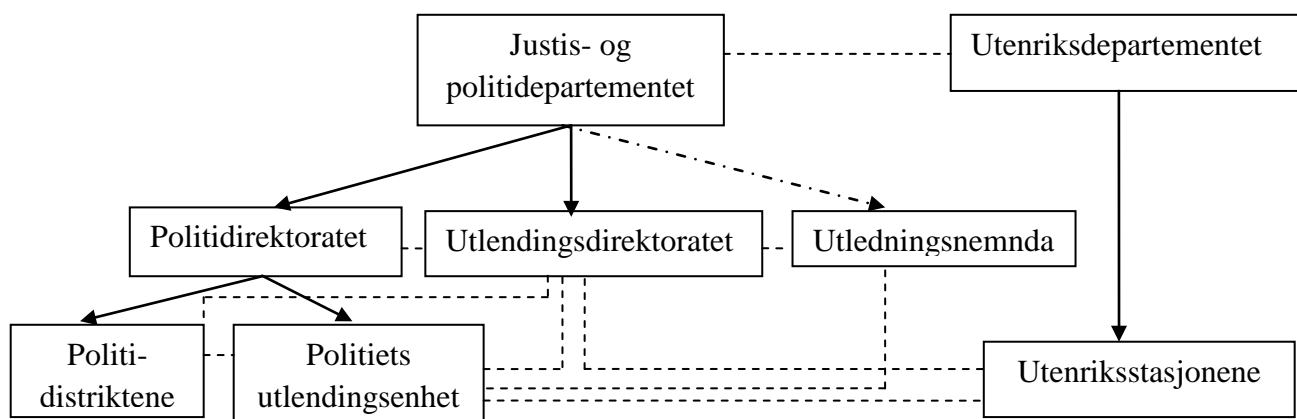 Justis- og
politidepartementet
Utenriksdepartementet
Politidirektoratet
Utlendingsdirektoratet
Utledningsnemnda
Politi-
distriktene
Politiets
utlendingsenhet
Utenriksstasjonene